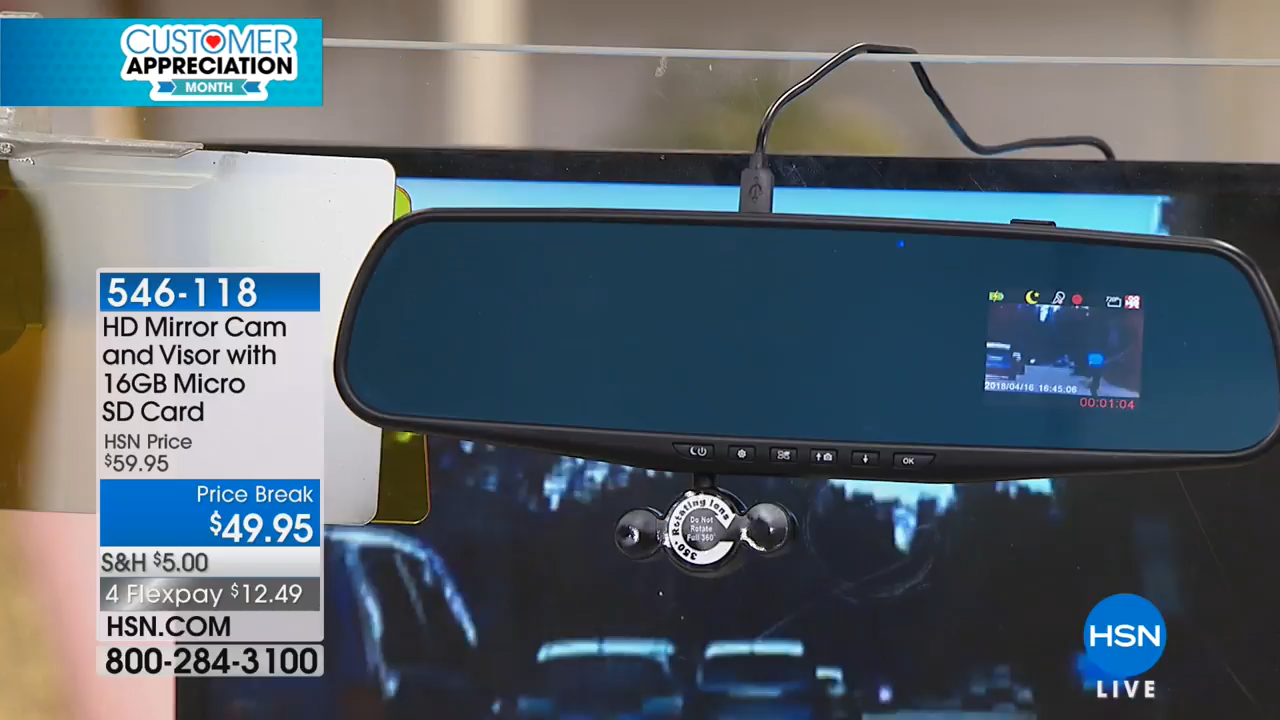 CUSTOMER
APPRECIATION
MONTH
546-118
HD Mirror Cam
and Visor with
16GB Micro
SD Card
HSN Price
$59.95
Price Break
$49.95
S&H $5.00
4 Flexpay $12.49
HSN.COM
800-284-3100
2018/04/16 16:45:06
00:01:04
OK
350° Rotating lens
Do Not
Rotate
Full 360°
HSN
LIVE